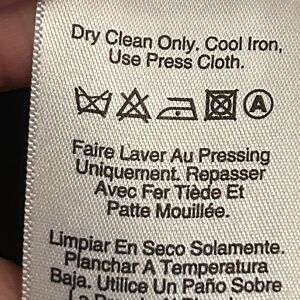 Dry Clean Only. Cool Iron,
Use Press Cloth.
A
Faire Laver Au Pressing
Uniquement. Repasser
Avec Fer Tiède Et
Patte Mouillée.
Limpiar En Seco Solamente.
Planchar A Temperatura
Baja. Utilice Un Paño Sobre
La